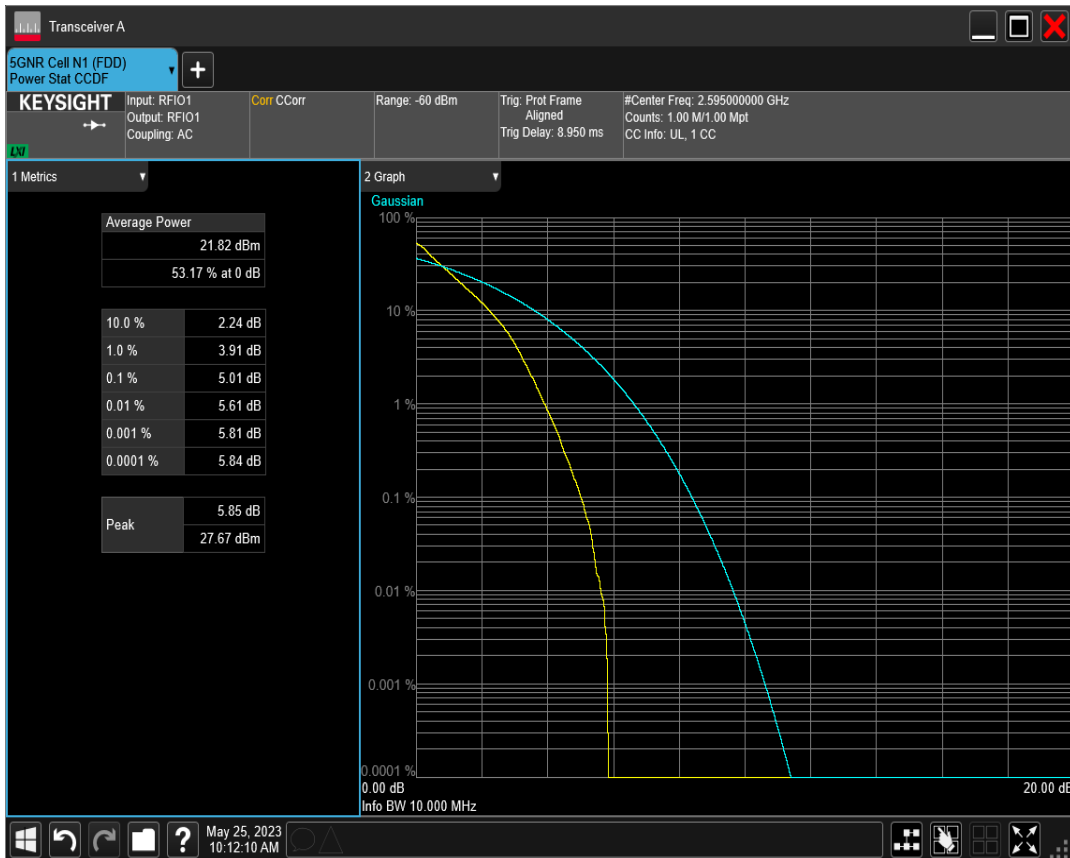 Transceiver A
5GNR Cell N1 (FDD)
Power Stat CCDF
KEYSIGHT
LXI
Input: RFIO1
Output: RFIO1
Coupling: AC
Corr CCorr
Range: -60 dBm
Trig: Prot Frame
Aligned
Trig Delay: 8.950 ms
#Center Freq: 2.595000000 GHz
Counts: 1.00 M/1.00 Mpt
CC Info: UL, 1 CC
1 Metrics
Average Power
21.82 dBm
53.17 % at 0 dB
10.0 % 2.24 dB
1.0 % 3.91 dB
0.1 % 5.01 dB
0.01 % 5.61 dB
0.001 % 5.81 dB
0.0001 % 5.84 dB
Peak 5.85 dB
27.67 dBm
2 Graph
Gaussian
100 %
10 %
1 %
0.1 %
0.01 %
0.001 %
0.0001 %
0.00 dB 20.00 dB
Info BW 10.000 MHz
? May 25, 2023
10:12:10 AM